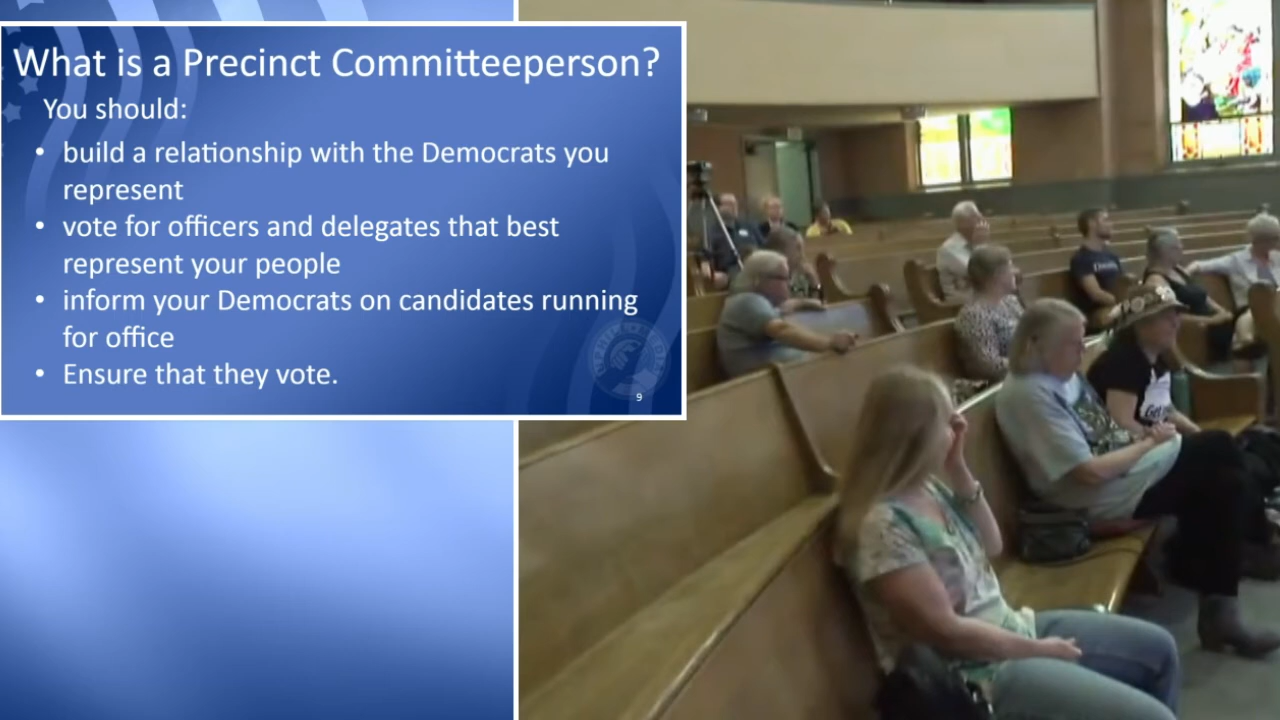 What is a Precinct Committeeperson?
You should:
• build a relationship with the Democrats you
represent
• vote for officers and delegates that best
represent your people
• inform your Democrats on candidates running
for office
• Ensure that they vote.
9